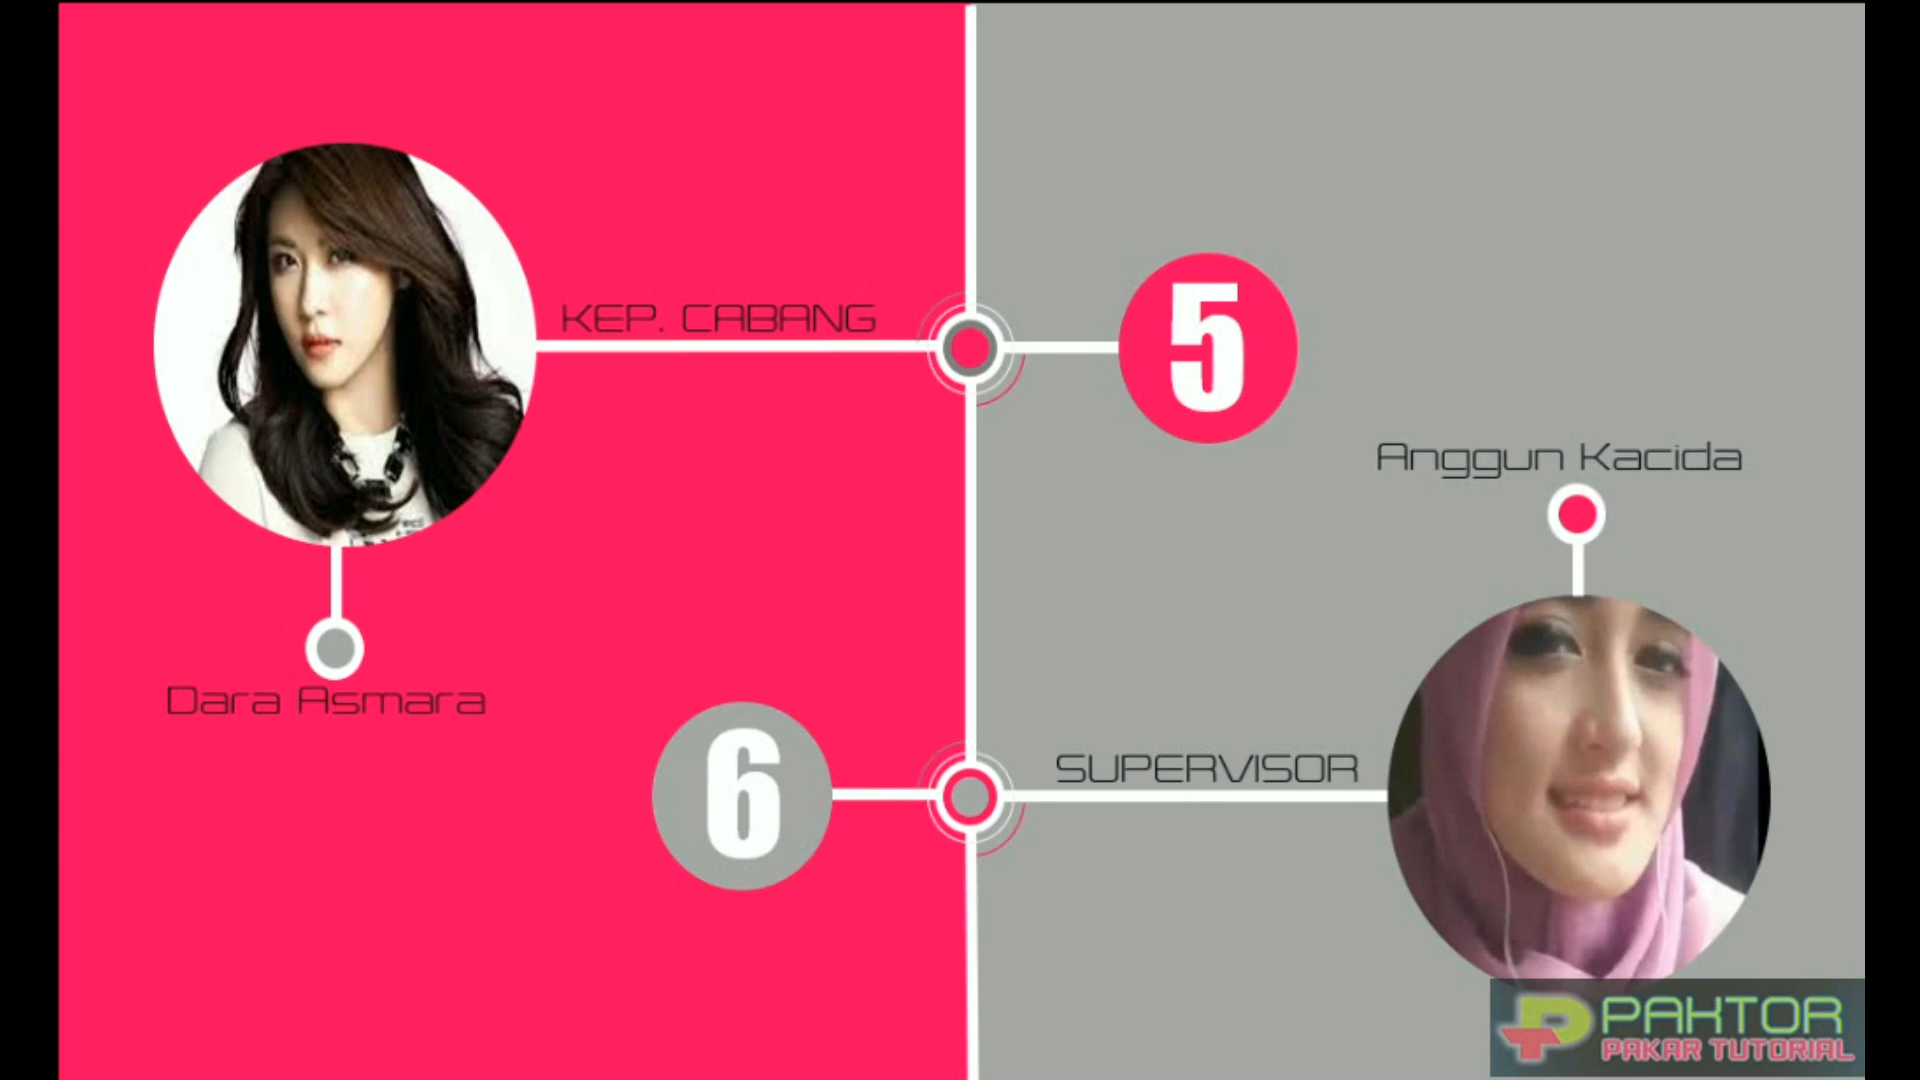 KEP. CABANG
5
Anggun Kacida
Dara Asmara
6
SUPERVISOR
PAKTOR
PAKAR TUTORIAL